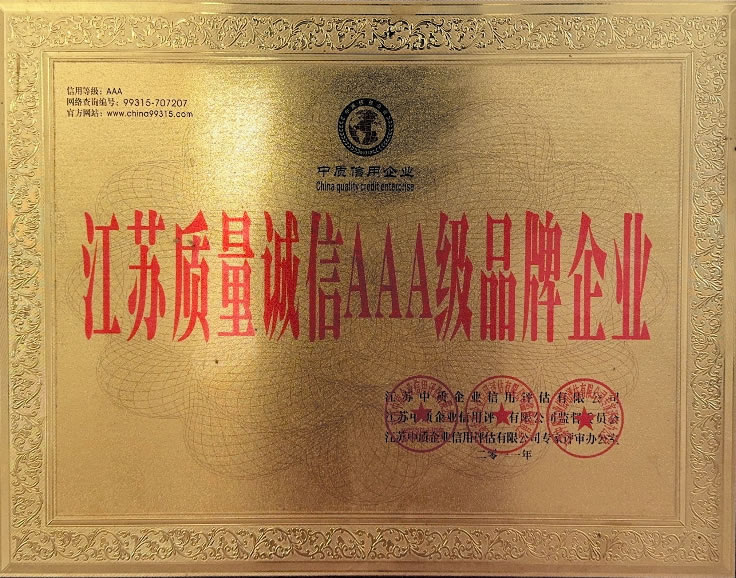 信用等级：AAA
网络查询编号：99315-707207
官方网站：www.china99315.com
中质信用企业
China quality credit enterprise
江苏质量诚信AAA级品牌企业
江苏中质企业信用评估有限公司
江苏中质企业信用评估有限公司监督委员会
江苏中质企业信用评估有限公司专家评审办公室
二零一一年